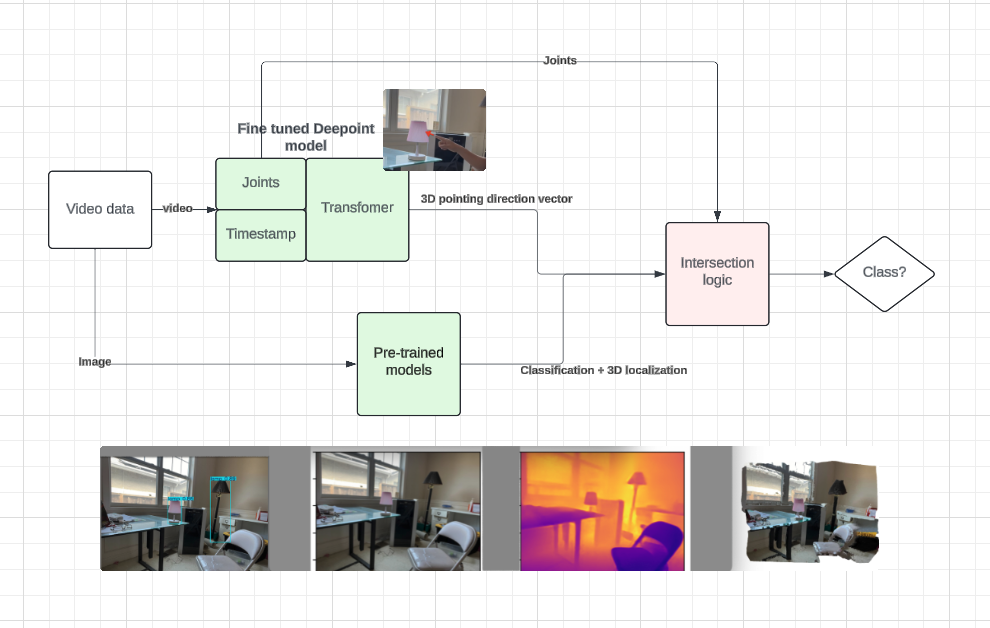 Joints
Fine tuned Deepoint
model
Video data
video
Joints
Timestamp
Transfomer
3D pointing direction vector
Intersection
logic
Class?
Image
Pre-trained
models
Classification + 3D localization